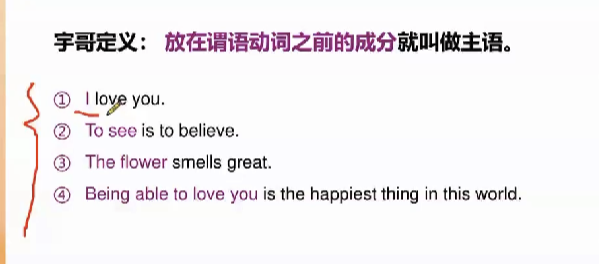 宇哥定义： 放在谓语动词之前的成分就叫做主语。
① I love you.
② To see is to believe.
③ The flower smells great.
④ Being able to love you is the happiest thing in this world.